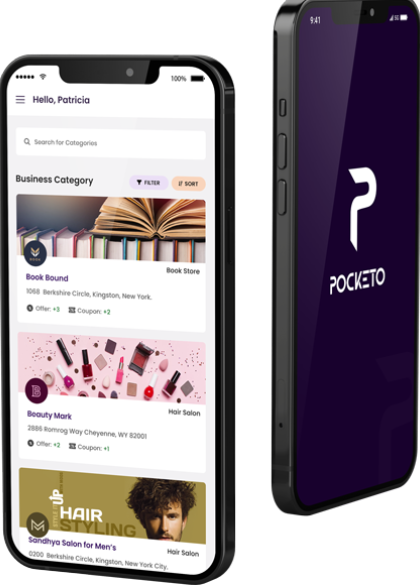 100%
Hello, Patricia
Search for Categories
Business Category
FILTER
SORT
Book Store
Book Bound
1068 Berkshire Circle, Kingston, New York.
Offer: +3 Coupon: +2
B
Hair Salon
Beauty Mark
2886 Romrog Way Cheyenne, WY 82001
Offer: +2 Coupon: +1
UP
HAIR
STYLING
Sandhya Salon for Men's
Hair Salon
0200 Berkshire Circle, Kingston, New York City.
9:41
POCKETO